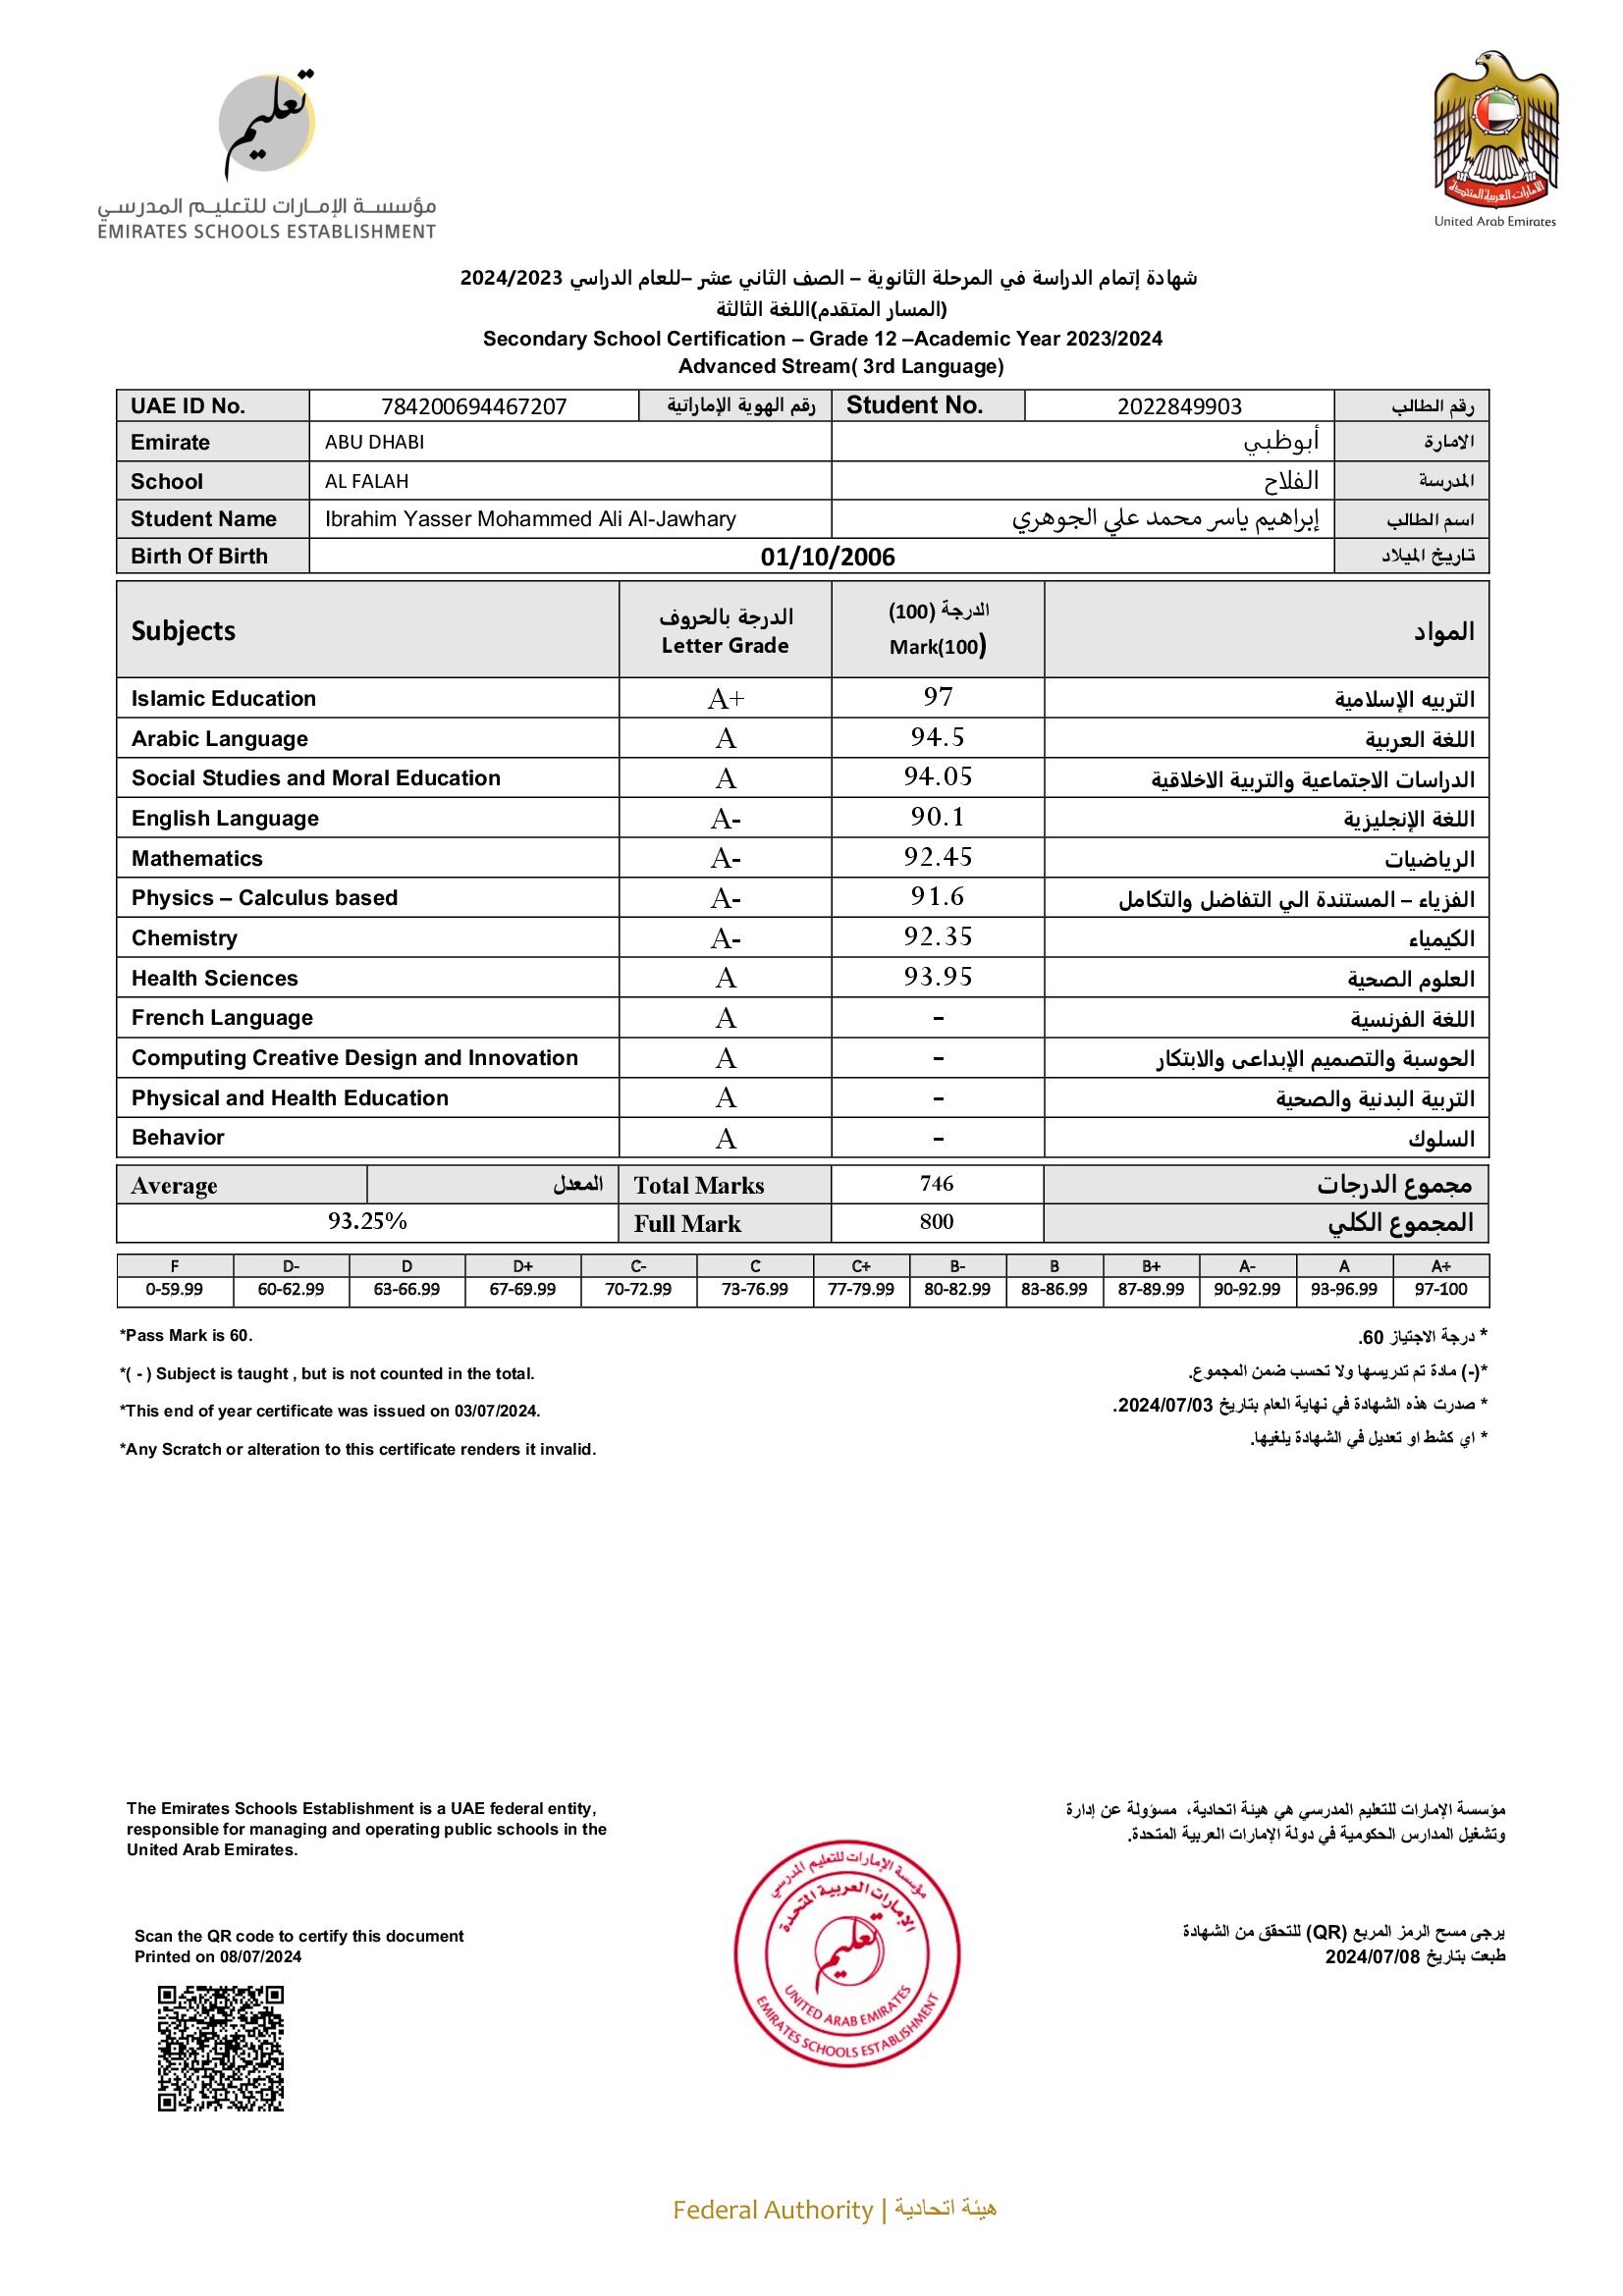 تعليم
مؤسسة الإمارات للتعليم المدرسي
EMIRATES SCHOOLS ESTABLISHMENT
الإمارات العربية المتحدة
United Arab Emirates
شهادة إتمام الدراسة في المرحلة الثانوية – الصف الثاني عشر –للعام الدراسي 2024/2023
(المسار المتقدم)اللغة الثالثة
Secondary School Certification – Grade 12 –Academic Year 2023/2024
Advanced Stream( 3rd Language)
UAE ID No. 784200694467207 رقم الهوية الإماراتية Student No. 2022849903 رقم الطالب
Emirate ABU DHABI أبوظبي الامارة
School AL FALAH الفلاح المدرسة
Student Name Ibrahim Yasser Mohammed Ali Al-Jawhary إبراهيم ياسر محمد علي الجوهري اسم الطالب
Birth Of Birth 01/10/2006 تاريخ الميلاد
Subjects الدرجة بالحروف الدرجة (100) المواد
Letter Grade Mark(100)
Islamic Education A+ 97 التربيه الإسلامية
Arabic Language A 94.5 اللغة العربية
Social Studies and Moral Education A 94.05 الدراسات الاجتماعية والتربية الاخلاقية
English Language A- 90.1 اللغة الإنجليزية
Mathematics A- 92.45 الرياضيات
Physics – Calculus based A- 91.6 الفزياء – المستندة الي التفاضل والتكامل
Chemistry A- 92.35 الكيمياء
Health Sciences A 93.95 العلوم الصحية
French Language A - اللغة الفرنسية
Computing Creative Design and Innovation A - الحوسبة والتصميم الإبداعى والابتكار
Physical and Health Education A - التربية البدنية والصحية
Behavior A - السلوك
Average المعدل Total Marks 746 مجموع الدرجات
93.25% Full Mark 800 المجموع الكلي
F D- D D+ C- C C+ B- B B+ A- A A+
0-59.99 60-62.99 63-66.99 67-69.99 70-72.99 73-76.99 77-79.99 80-82.99 83-86.99 87-89.99 90-92.99 93-96.99 97-100
*Pass Mark is 60.
* درجة الاجتياز 60.
*( - ) Subject is taught , but is not counted in the total.
*(-) مادة تم تدريسها ولا تحسب ضمن المجموع.
*This end of year certificate was issued on 03/07/2024.
* صدرت هذه الشهادة في نهاية العام بتاريخ 2024/07/03.
*Any Scratch or alteration to this certificate renders it invalid.
* اي كشط او تعديل في الشهادة يلغيها.
The Emirates Schools Establishment is a UAE federal entity,
responsible for managing and operating public schools in the
United Arab Emirates.
مؤسسة الإمارات للتعليم المدرسي هي هيئة اتحادية، مسؤولة عن إدارة
وتشغيل المدارس الحكومية في دولة الإمارات العربية المتحدة.
Scan the QR code to certify this document
Printed on 08/07/2024
يرجى مسح الرمز المربع (QR) للتحقق من الشهادة
طبعت بتاريخ 2024/07/08
مؤسسة الإمارات للتعليم المدرسي
الإمارات العربية المتحدة
تعليم
UNITED ARAB EMIRATES
EMIRATES SCHOOLS ESTABLISHMENT
Federal Authority | هيئة اتحادية